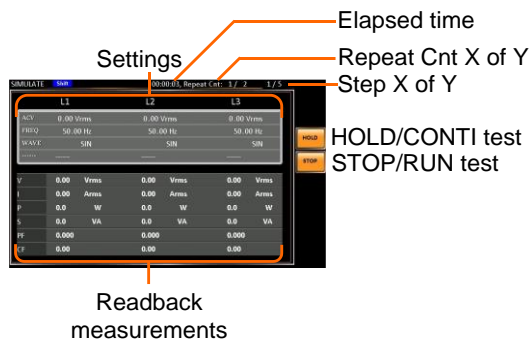 Elapsed time
Settings
Repeat Cnt X of Y
SIMULATE Shift 00:00:03, Repeat Cnt: 1/ 2 1/5
Step X of Y
L1 L2 L3
ACV 0.00 Vrms 0.00 Vrms 0.00 Vrms
FREQ 50.00 Hz 50.00 Hz 50.00 Hz
WAVE SIN SIN SIN
HOLD HOLD/CONTI test
STOP STOP/RUN test
V 0.00 Vrms 0.00 Vrms 0.00 Vrms
I 0.00 Arms 0.00 Arms 0.00 Arms
P 0.0 W 0.0 W 0.0 W
S 0.0 VA 0.0 VA 0.0 VA
PF 0.000 0.000 0.000
CF 0.00 0.00 0.00
Readback
measurements